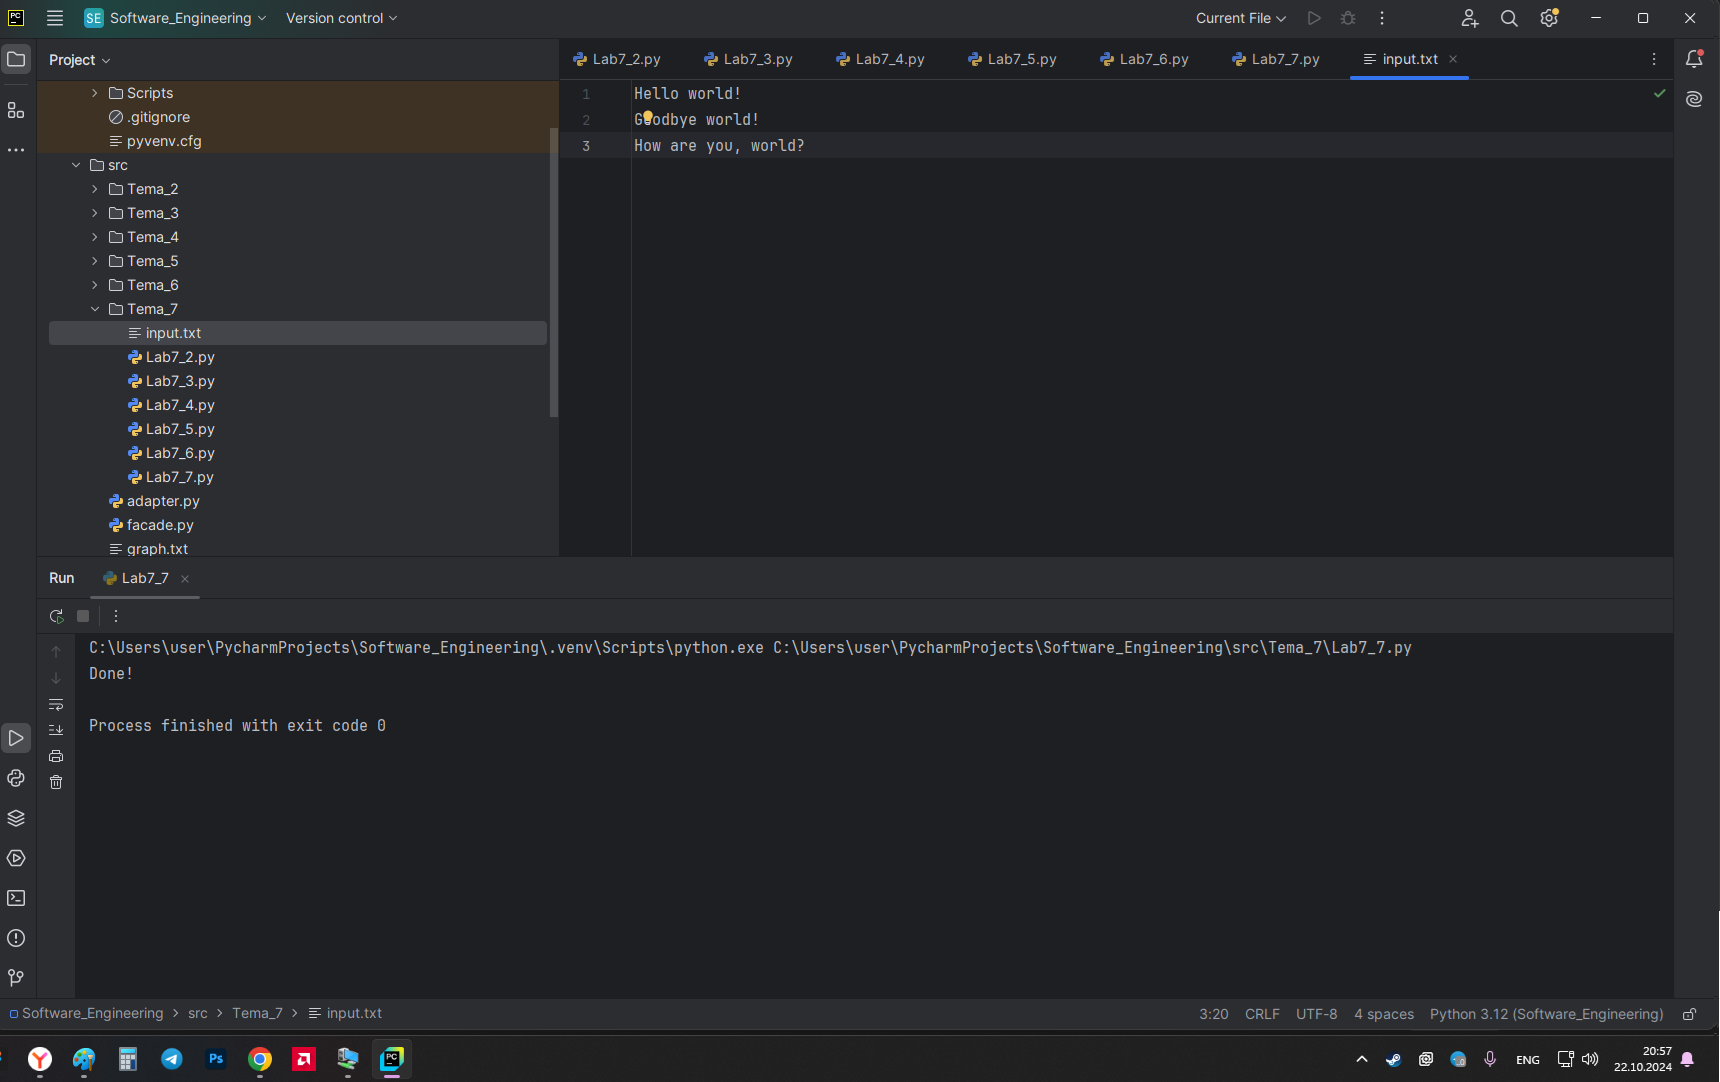 PC
SE Software_Engineering Version control Current File
Project
Lab7_2.py Lab7_3.py Lab7_4.py Lab7_5.py Lab7_6.py Lab7_7.py input.txt
Scripts
.gitignore
pyvenv.cfg
src
Tema_2
Tema_3
Tema_4
Tema_5
Tema_6
Tema_7
input.txt
Lab7_2.py
Lab7_3.py
Lab7_4.py
Lab7_5.py
Lab7_6.py
Lab7_7.py
adapter.py
facade.py
graph.txt
1 Hello world!
2 Goodbye world!
3 How are you, world?
Run Lab7_7
C:\Users\user\PycharmProjects\Software_Engineering\.venv\Scripts\python.exe C:\Users\user\PycharmProjects\Software_Engineering\src\Tema_7\Lab7_7.py
Done!
Process finished with exit code 0
Software_Engineering > src > Tema_7 > input.txt 3:20 CRLF UTF-8 4 spaces Python 3.12 (Software_Engineering)
Y Ps PC ENG 20:57
22.10.2024